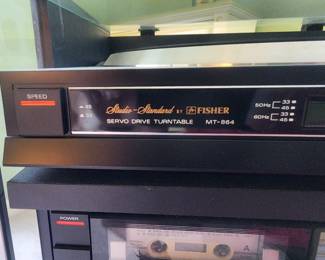 SPEED
45
33
Studio-Standard BY FISHER
SERVO DRIVE TURNTABLE MT-864
50Hz 33
45
60Hz 33
45
POWER
A